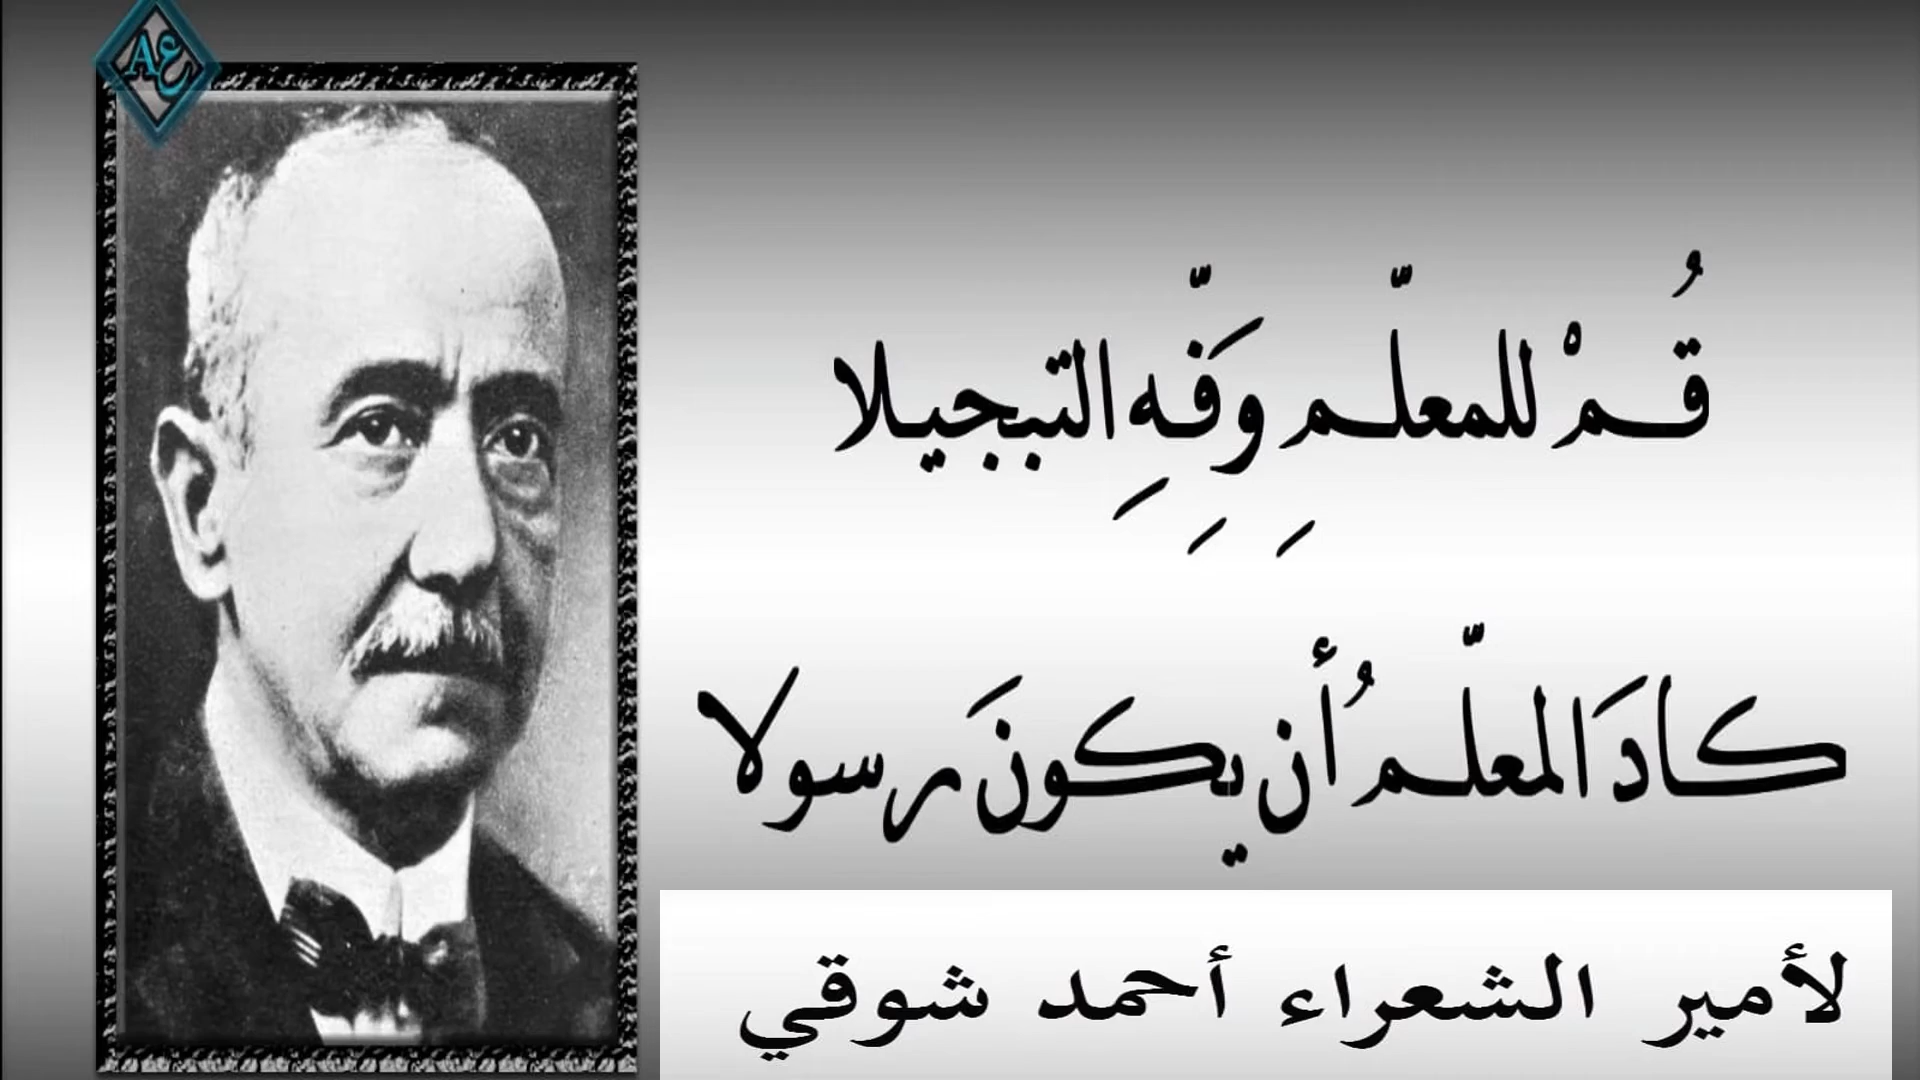 قُمْ للمعلّمِ وَفِّهِ التبجيلا
كادَ المعلّمُ أن يكونَ رسولا
لأمير الشعراء أحمد شوقي
A ع